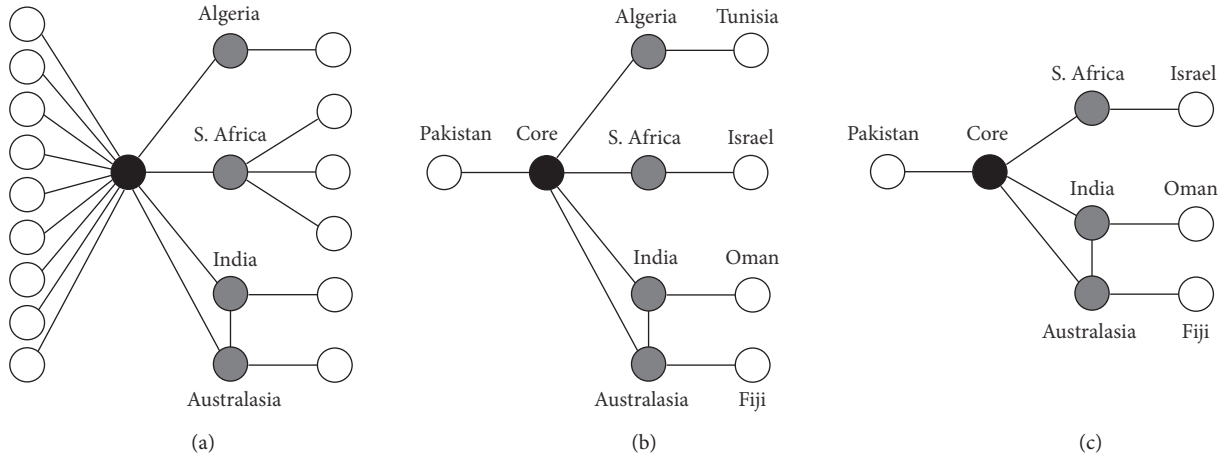 Algeria
S. Africa
India
Australasia
(a)
Algeria
Tunisia
Pakistan
Core
S. Africa
Israel
India
Oman
Australasia
Fiji
(b)
S. Africa
Israel
Pakistan
Core
India
Oman
Australasia
Fiji
(c)